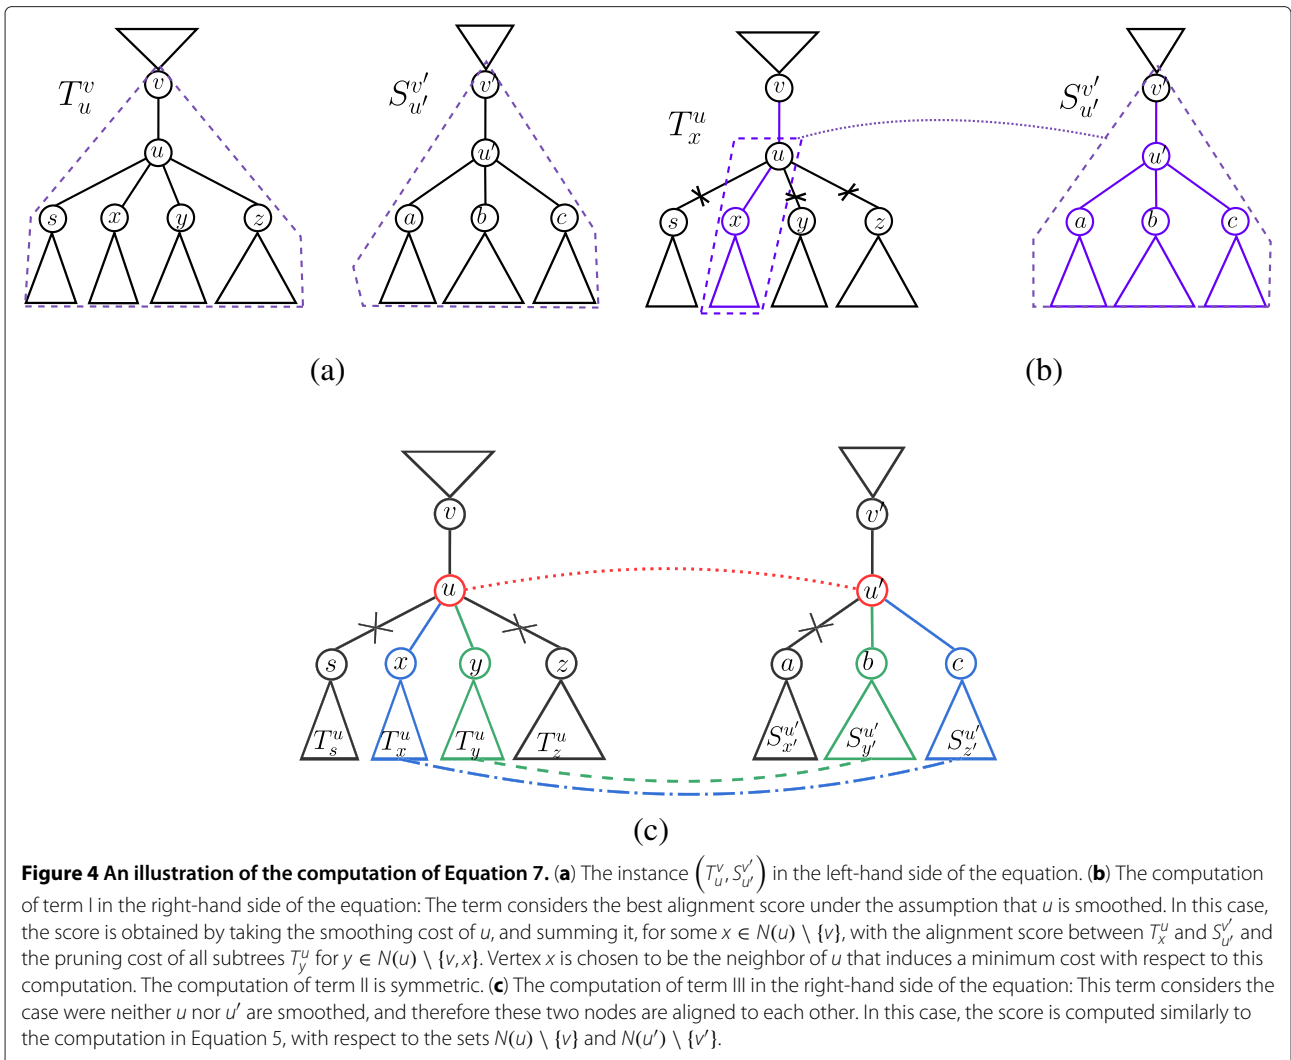 v v' v v'
T_u^v S_{u'}^{v'} T_x^u S_{u'}^{v'}
u u' u u'
s x y z a b c s x y z a b c
(a) (b)
v v'
u u'
s x y z a b c
T_s^u T_x^u T_y^u T_z^u S_{x'}^{u'} S_{y'}^{u'} S_{z'}^{u'}
(c)
Figure 4 An illustration of the computation of Equation 7. (a) The instance (T_u^v, S_{u'}^{v'}) in the left-hand side of the equation. (b) The computation
of term I in the right-hand side of the equation: The term considers the best alignment score under the assumption that u is smoothed. In this case,
the score is obtained by taking the smoothing cost of u, and summing it, for some x ∈ N(u) \ {v}, with the alignment score between T_x^u and S_{u'}^{v'} and
the pruning cost of all subtrees T_y^u for y ∈ N(u) \ {v, x}. Vertex x is chosen to be the neighbor of u that induces a minimum cost with respect to this
computation. The computation of term II is symmetric. (c) The computation of term III in the right-hand side of the equation: This term considers the
case were neither u nor u' are smoothed, and therefore these two nodes are aligned to each other. In this case, the score is computed similarly to
the computation in Equation 5, with respect to the sets N(u) \ {v} and N(u') \ {v'}.